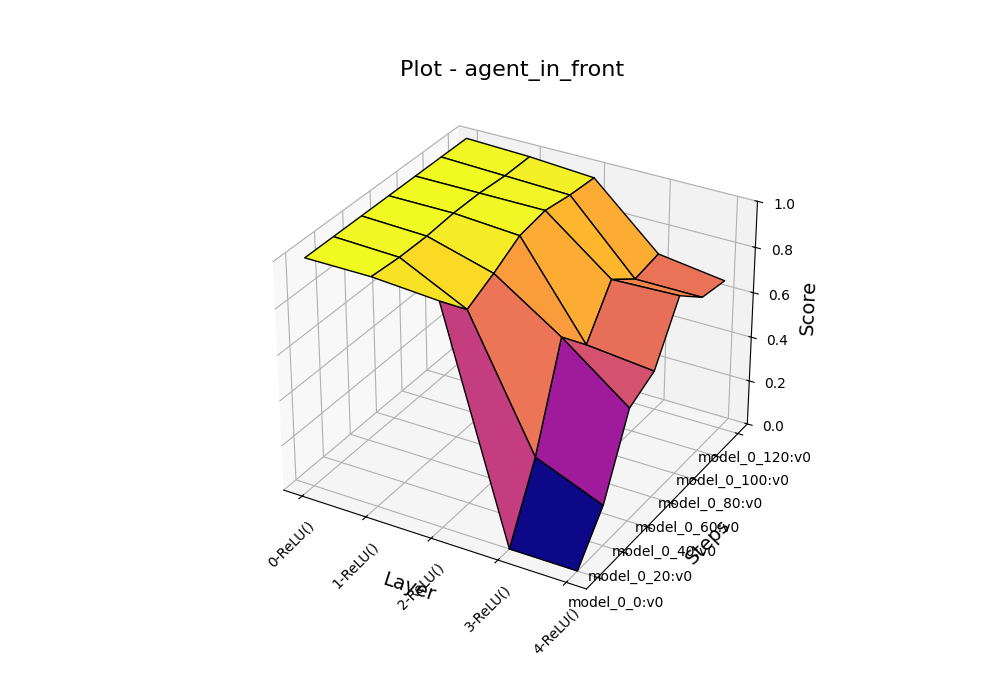 Plot - agent_in_front
1.0
0.8
0.6
0.4
0.2
0.0
Score
model_0_120:v0
model_0_100:v0
model_0_80:v0
model_0_60:v0
model_0_40:v0
model_0_20:v0
model_0_0:v0
Steps
0-ReLU()
1-ReLU()
2-ReLU()
3-ReLU()
4-ReLU()
Layer